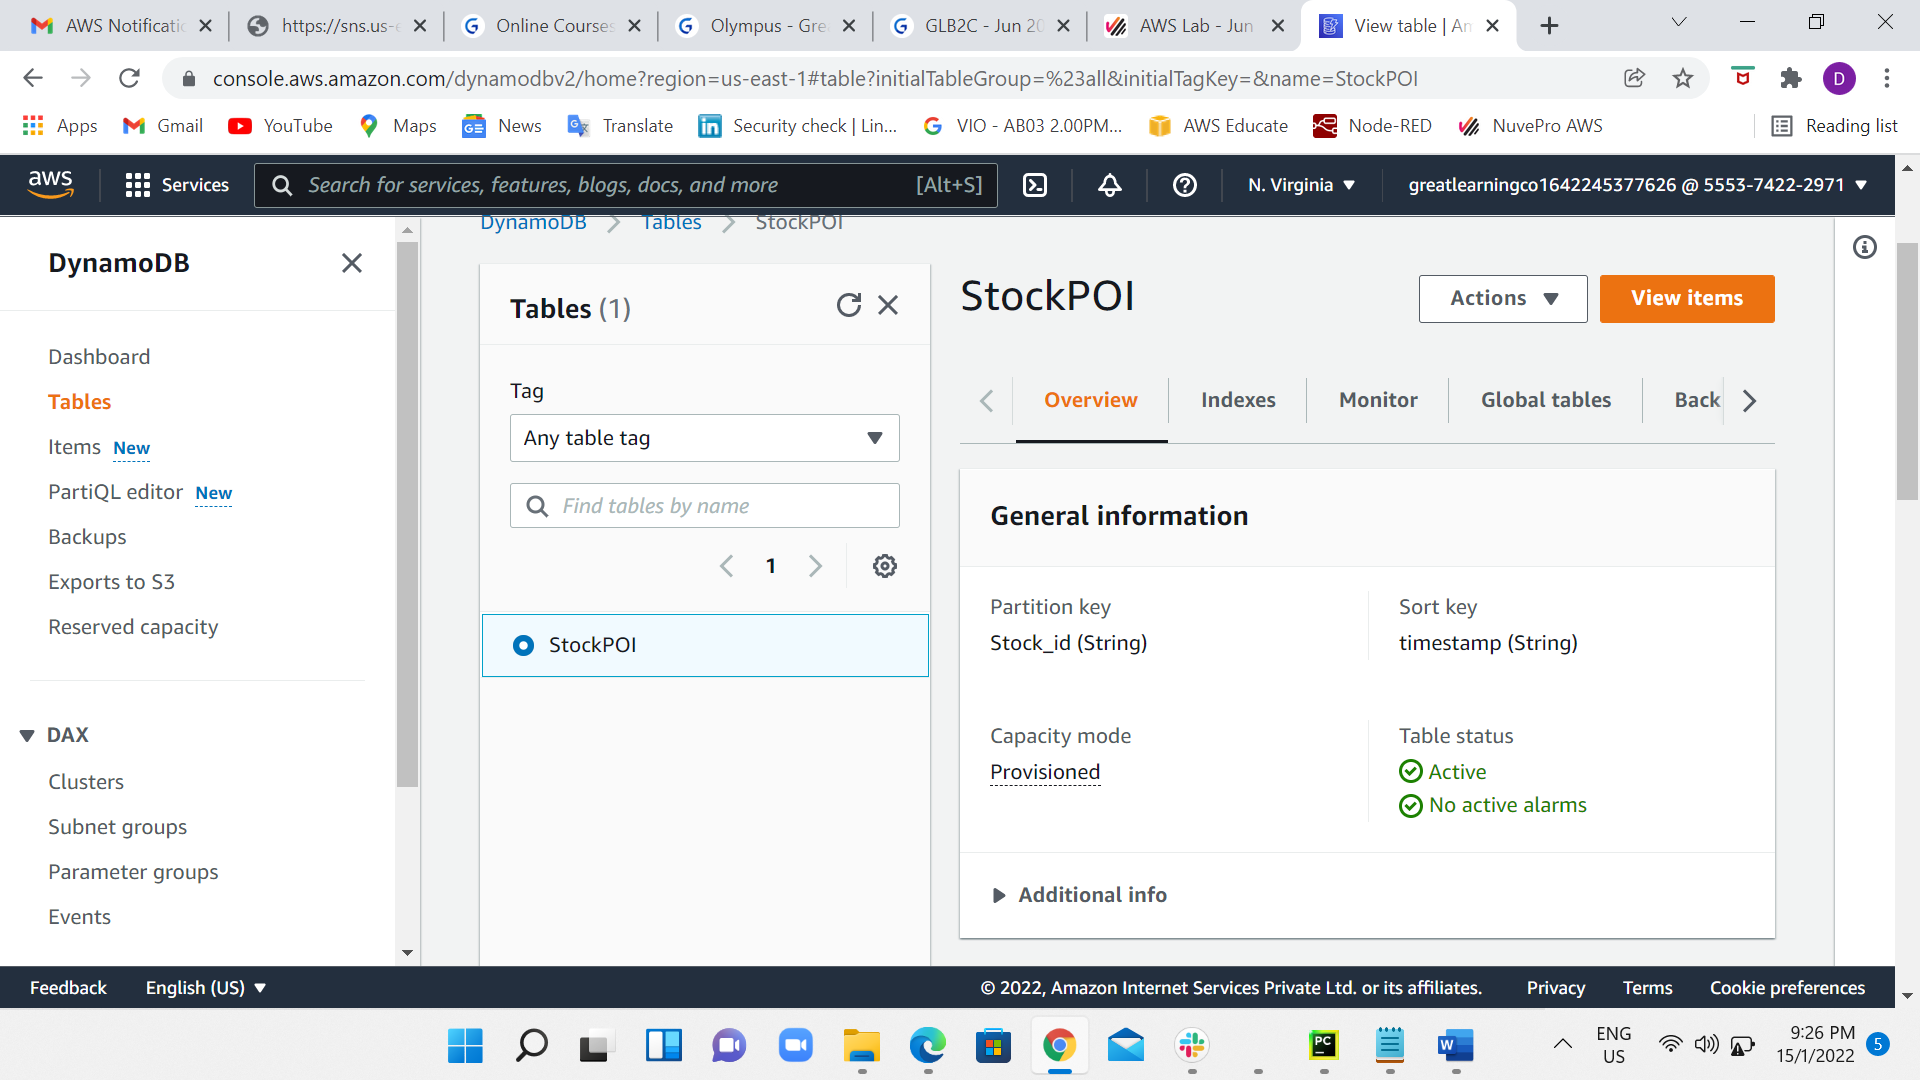 AWS Notificatio
https://sns.us-e
Online Courses
Olympus - Grea
GLB2C - Jun 20
AWS Lab - Jun
View table | Am
console.aws.amazon.com/dynamodbv2/home?region=us-east-1#table?initialTableGroup=%23all&initialTagKey=&name=StockPOI
D
Apps
Gmail
YouTube
Maps
News
Translate
Security check | Lin...
VIO - AB03 2.00PM...
AWS Educate
Node-RED
NuvePro AWS
Reading list
aws
Services
Search for services, features, blogs, docs, and more
[Alt+S]
N. Virginia
greatlearningco1642245377626 @ 5553-7422-2971
DynamoDB
Dashboard
Tables
Items New
PartiQL editor New
Backups
Exports to S3
Reserved capacity
DAX
Clusters
Subnet groups
Parameter groups
Events
DynamoDB
Tables
StockPOI
Tables (1)
Tag
Any table tag
Find tables by name
1
StockPOI
StockPOI
Actions
View items
Overview
Indexes
Monitor
Global tables
Back
General information
Partition key
Stock_id (String)
Sort key
timestamp (String)
Capacity mode
Provisioned
Table status
Active
No active alarms
Additional info
Feedback
English (US)
© 2022, Amazon Internet Services Private Ltd. or its affiliates.
Privacy
Terms
Cookie preferences
PC
W
ENG
US
9:26 PM
15/1/2022
5